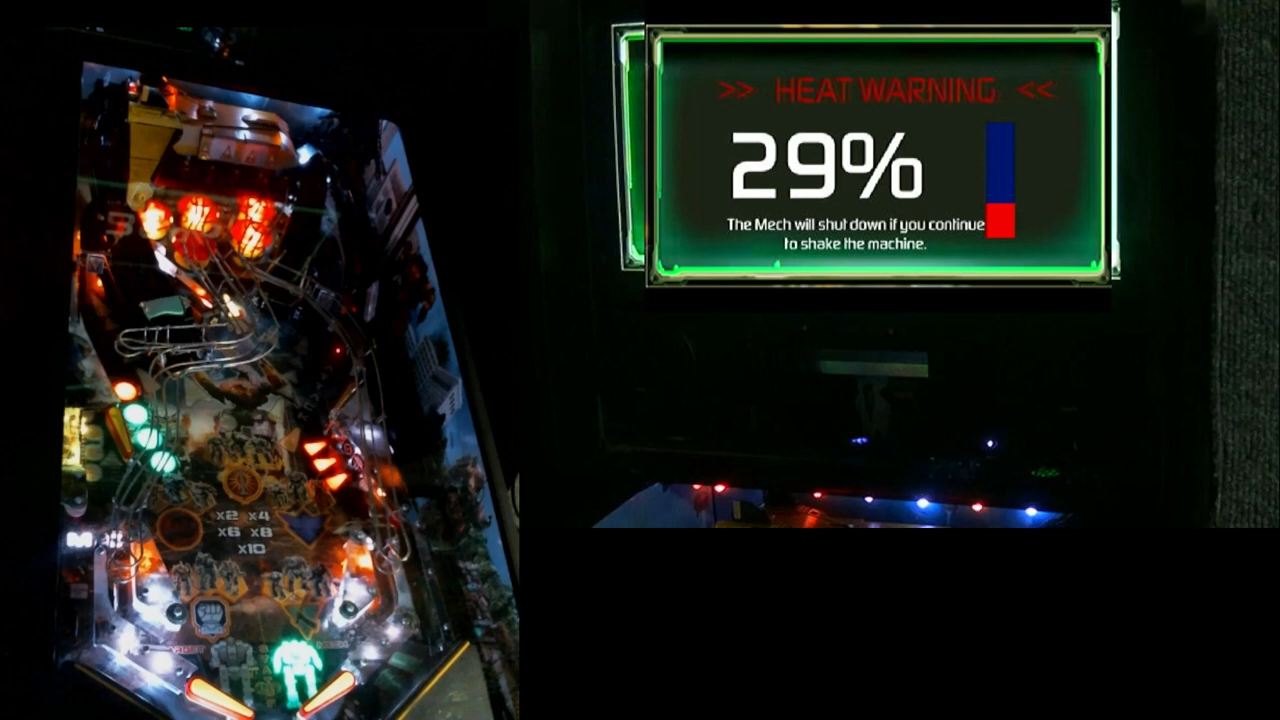 >> HEAT WARNING <<
29%
The Mech will shut down if you continue
to shake the machine.
x2 x4
x6 x8
x10